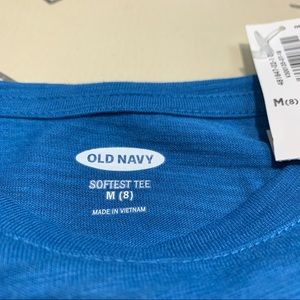 OLD NAVY
SOFTEST TEE
M (8)
MADE IN VIETNAM
M(8)